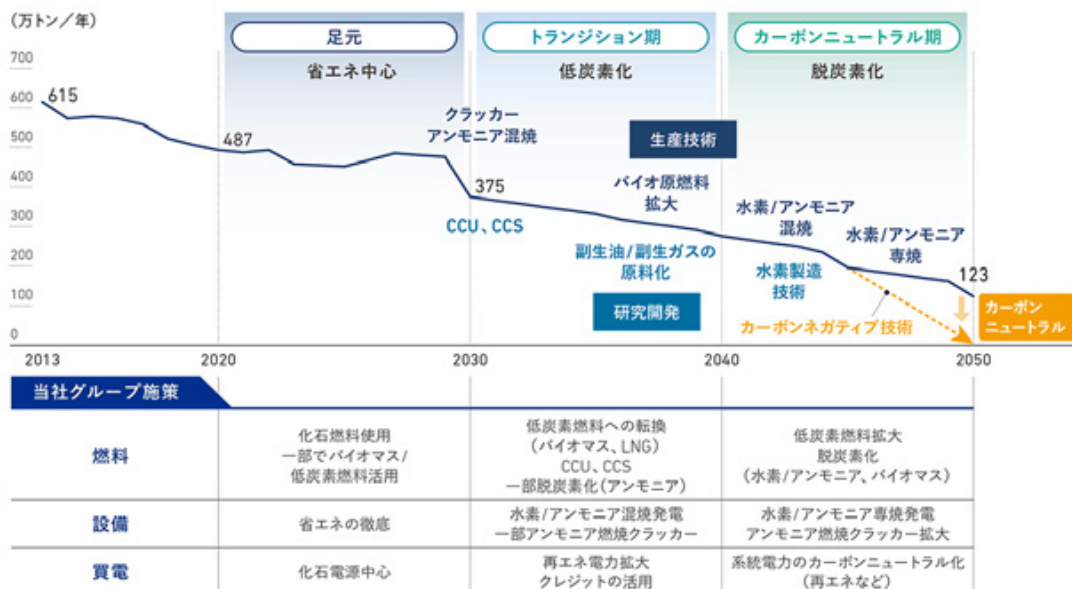 (万トン/年)
足元
トランジション期
カーボンニュートラル期
省エネ中心
低炭素化
脱炭素化
700
600
500
400
300
200
100
0
615
487
クラッカー
アンモニア混焼
375
CCU、CCS
生産技術
バイオ原燃料
拡大
副生油/副生ガスの
原料化
研究開発
水素/アンモニア
混焼
水素/アンモニア
専焼
水素製造
技術
カーボンネガティブ技術
123
カーボン
ニュートラル
2013
2020
2030
2040
2050
当社グループ施策
燃料
化石燃料使用
一部でバイオマス/
低炭素燃料活用
低炭素燃料への転換
(バイオマス、LNG)
CCU、CCS
一部脱炭素化(アンモニア)
低炭素燃料拡大
脱炭素化
(水素/アンモニア、バイオマス)
設備
省エネの徹底
水素/アンモニア混焼発電
一部アンモニア燃焼クラッカー
水素/アンモニア専焼発電
アンモニア燃焼クラッカー拡大
買電
化石電源中心
再エネ電力拡大
クレジットの活用
系統電力のカーボンニュートラル化
(再エネなど)